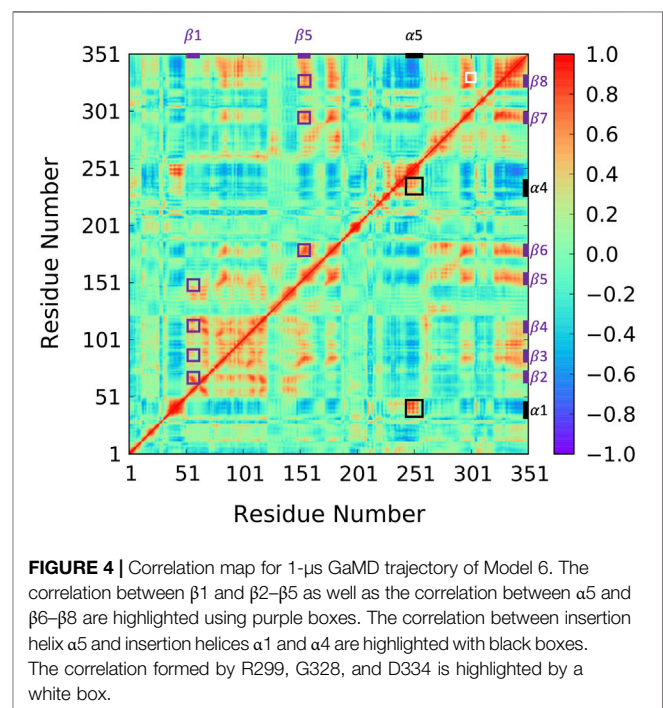 β1 β5 α5
351
301
251
201
151
101
51
1
Residue Number
1 51 101 151 201 251 301 351
Residue Number
β8
β7
α4
β6
β5
β4
β3
β2
α1
1.0
0.8
0.6
0.4
0.2
0.0
−0.2
−0.4
−0.6
−0.8
−1.0
FIGURE 4 | Correlation map for 1-μs GaMD trajectory of Model 6. The
correlation between β1 and β2–β5 as well as the correlation between α5 and
β6–β8 are highlighted using purple boxes. The correlation between insertion
helix α5 and insertion helices α1 and α4 are highlighted with black boxes.
The correlation formed by R299, G328, and D334 is highlighted by a
white box.